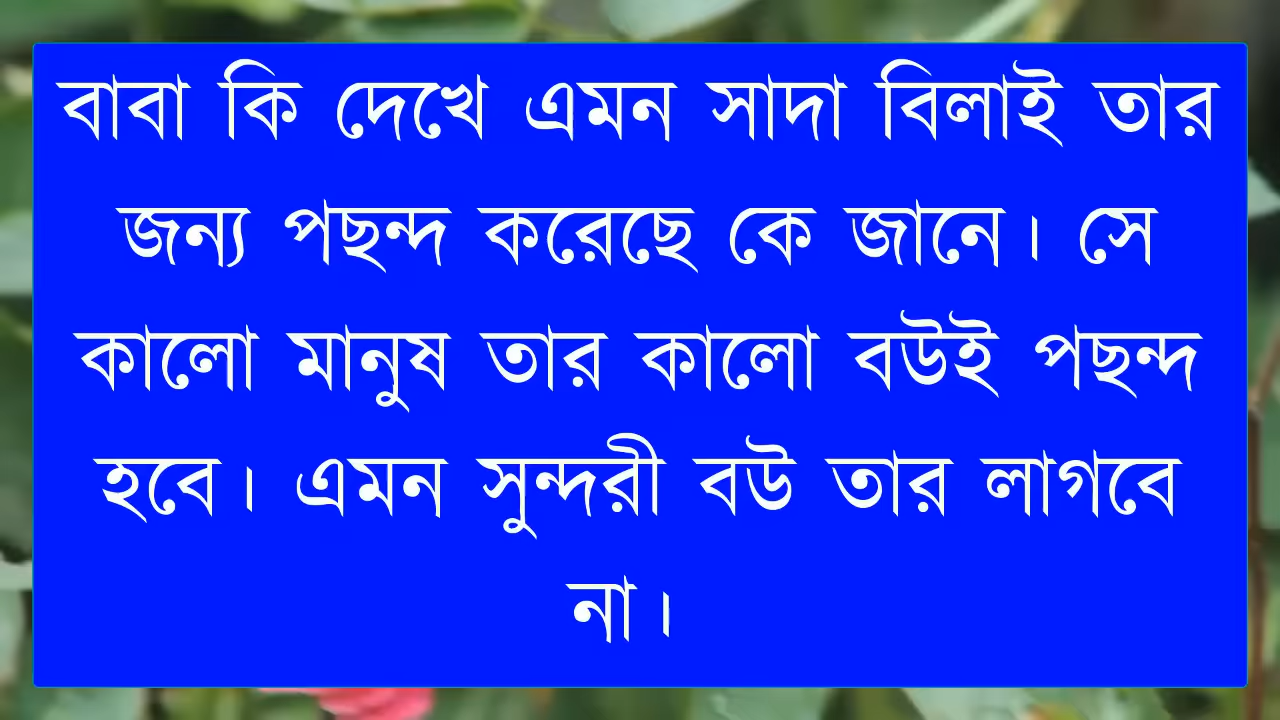 বাবা কি দেখে এমন সাদা বিলাই তার
জন্য পছন্দ করেছে কে জানে। সে
কালো মানুষ তার কালো বউই পছন্দ
হবে। এমন সুন্দরী বউ তার লাগবে
না।